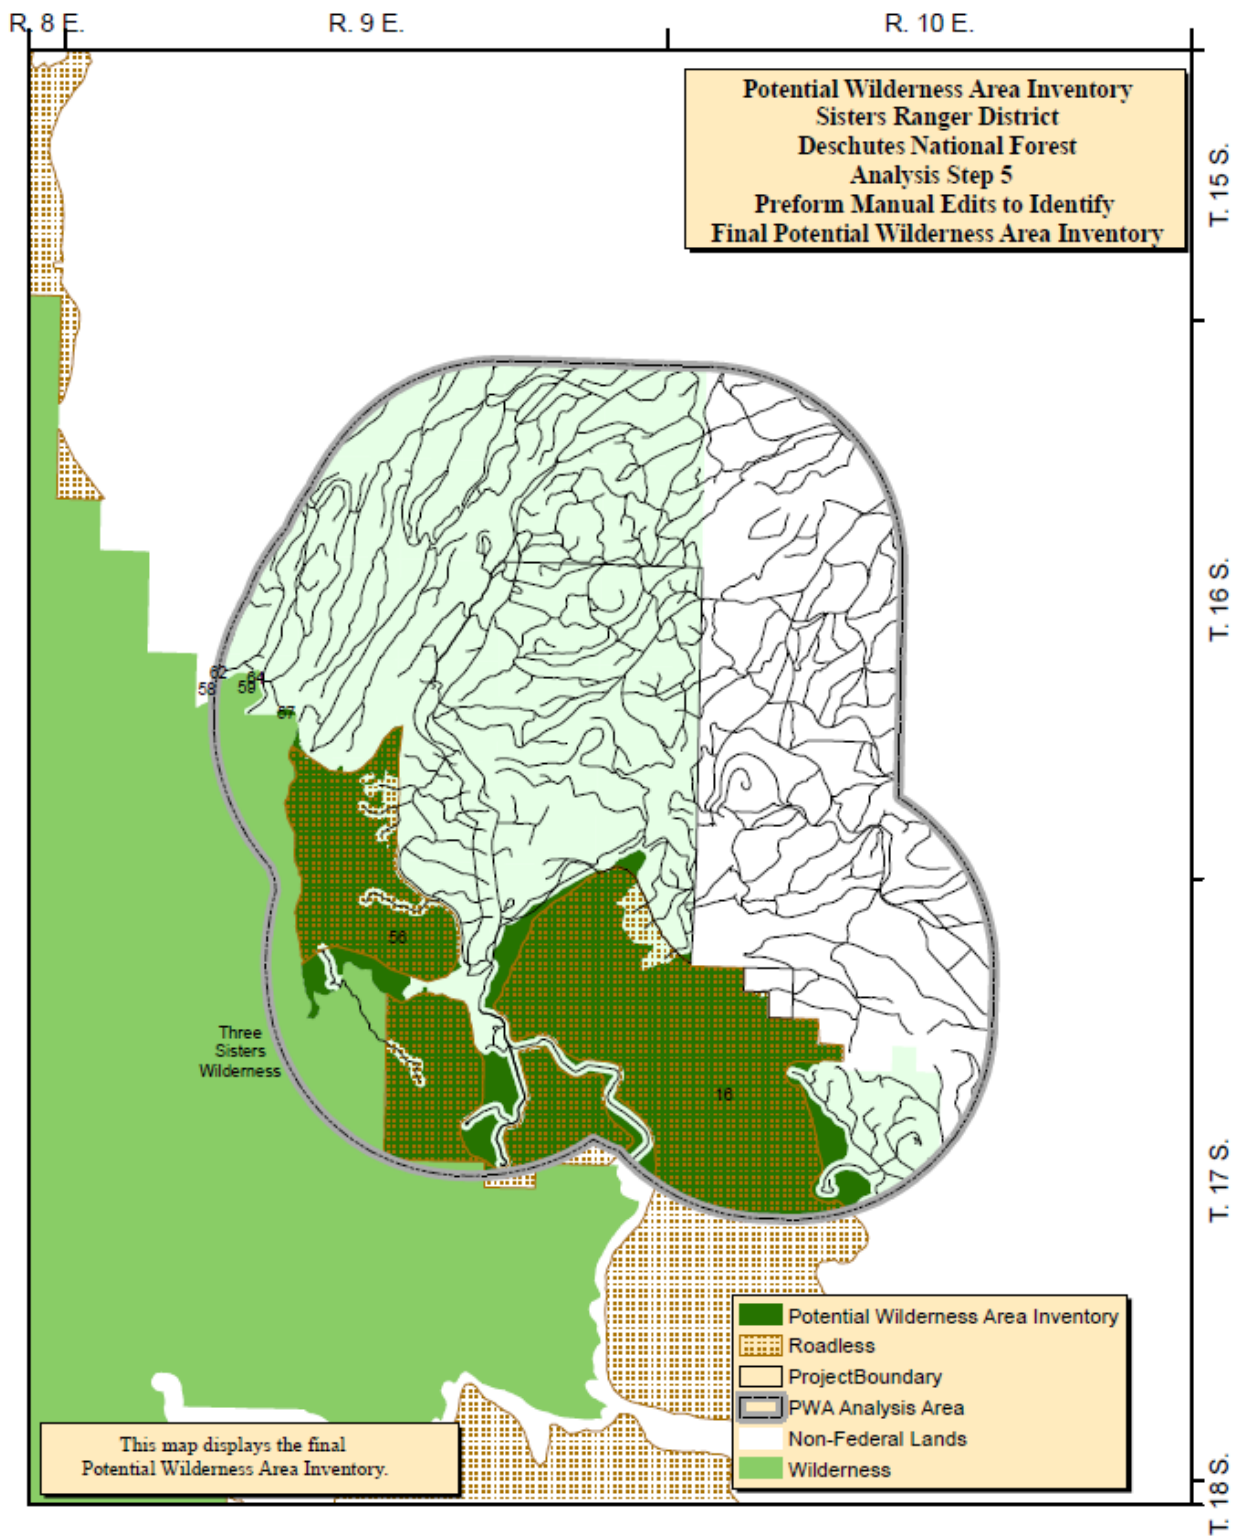 R. 8 E.
R. 9 E.
R. 10 E.
Potential Wilderness Area Inventory
Sisters Ranger District
Deschutes National Forest
Analysis Step 5
Preform Manual Edits to Identify
Final Potential Wilderness Area Inventory
T. 15 S.
T. 16 S.
62
64
58
59
67
56
Three
Sisters
Wilderness
16
T. 17 S.
Potential Wilderness Area Inventory
Roadless
ProjectBoundary
PWA Analysis Area
Non-Federal Lands
Wilderness
This map displays the final
Potential Wilderness Area Inventory.
T. 18 S.